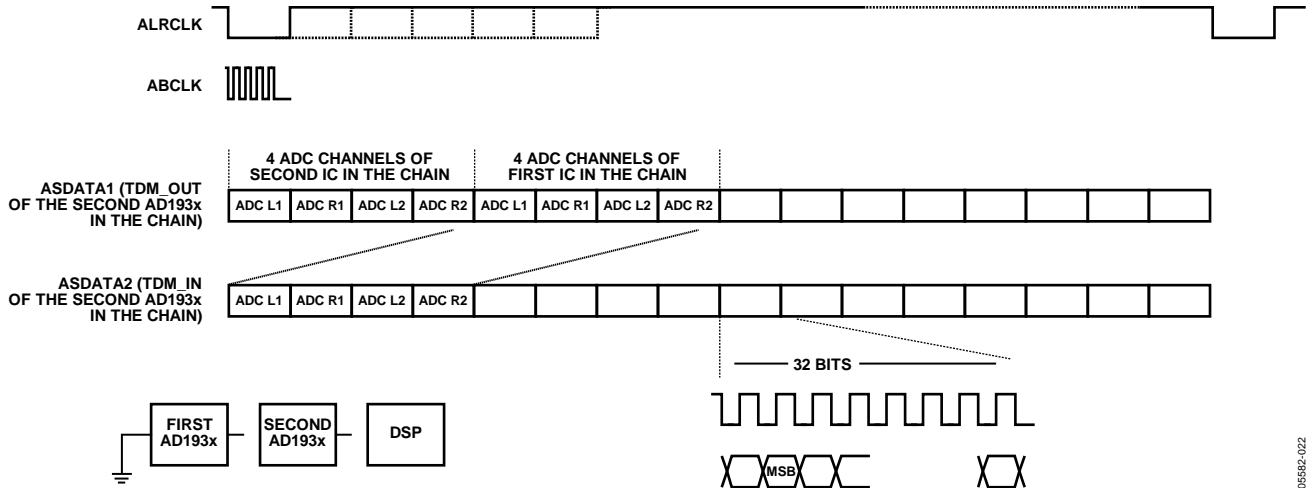 ALRCLK
ABCLK
4 ADC CHANNELS OF
SECOND IC IN THE CHAIN
4 ADC CHANNELS OF
FIRST IC IN THE CHAIN
ASDATA1 (TDM_OUT
OF THE SECOND AD193x
IN THE CHAIN)
ADC L1 ADC R1 ADC L2 ADC R2 ADC L1 ADC R1 ADC L2 ADC R2
ASDATA2 (TDM_IN
OF THE SECOND AD193x
IN THE CHAIN)
ADC L1 ADC R1 ADC L2 ADC R2
32 BITS
FIRST
AD193x
SECOND
AD193x
DSP
MSB
05582-022